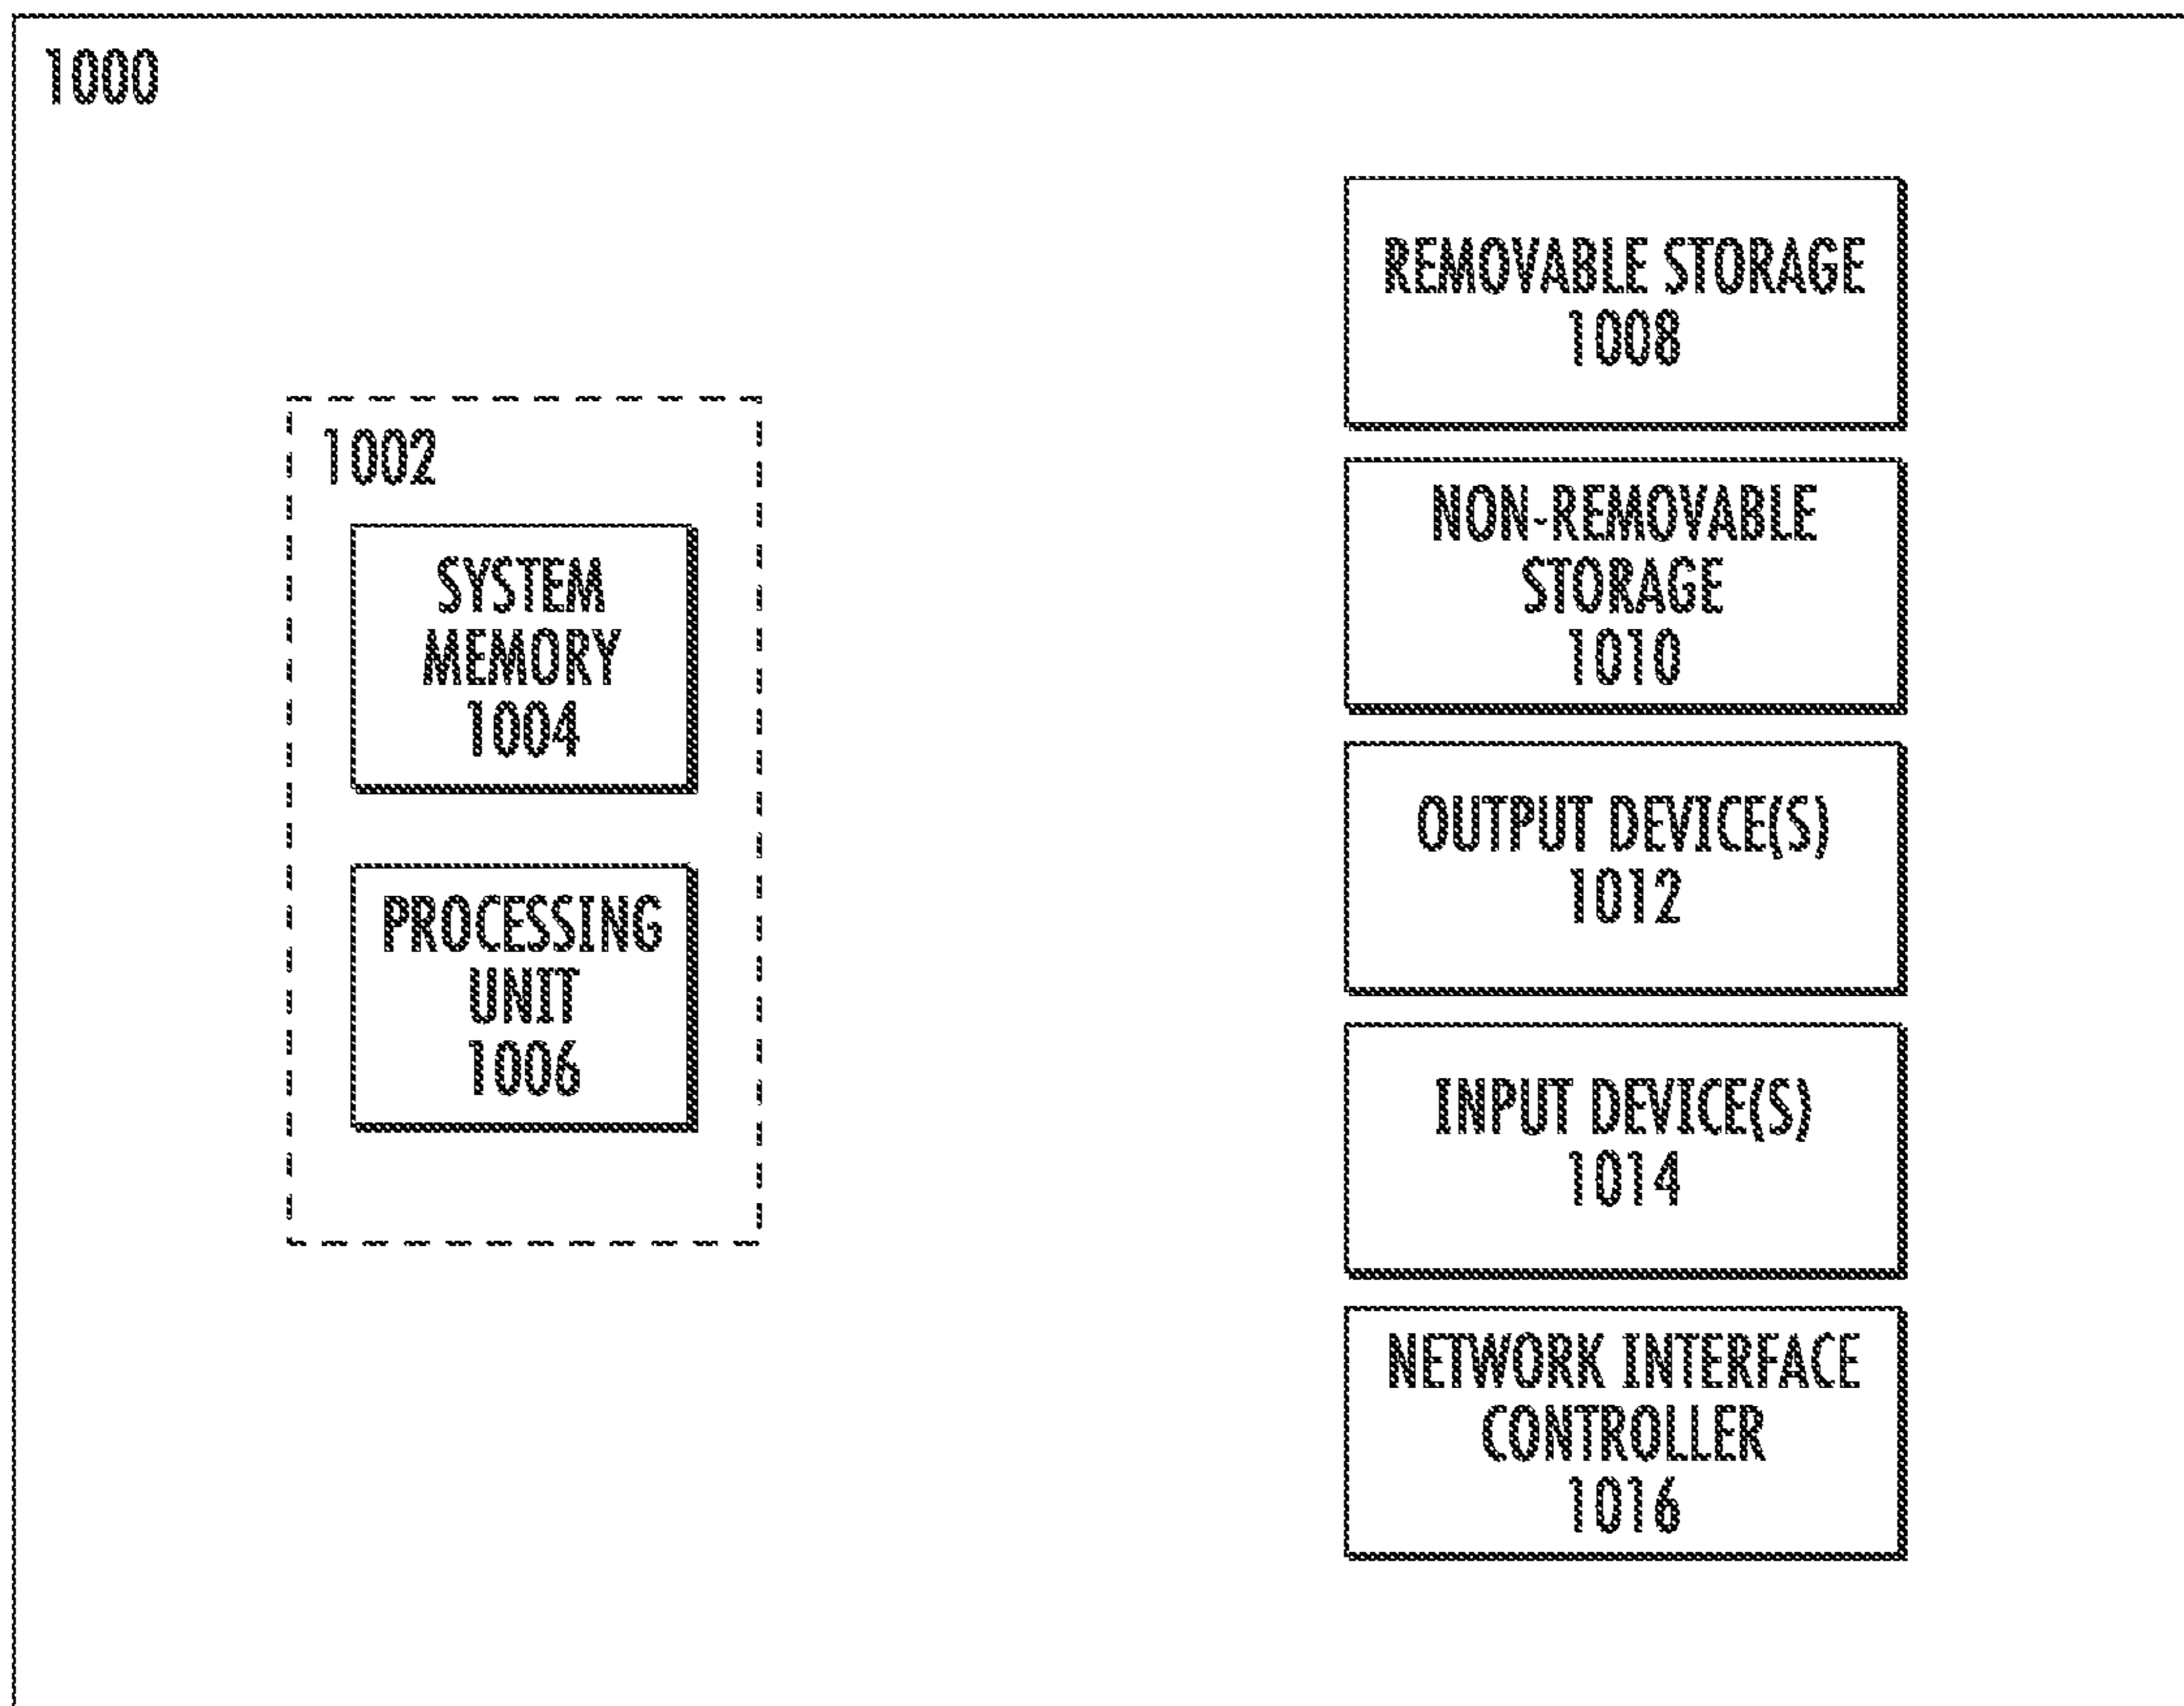 1000
1002
SYSTEM
MEMORY
1004
PROCESSING
UNIT
1006
REMOVABLE STORAGE
1008
NON-REMOVABLE
STORAGE
1010
OUTPUT DEVICE(S)
1012
INPUT DEVICE(S)
1014
NETWORK INTERFACE
CONTROLLER
1016